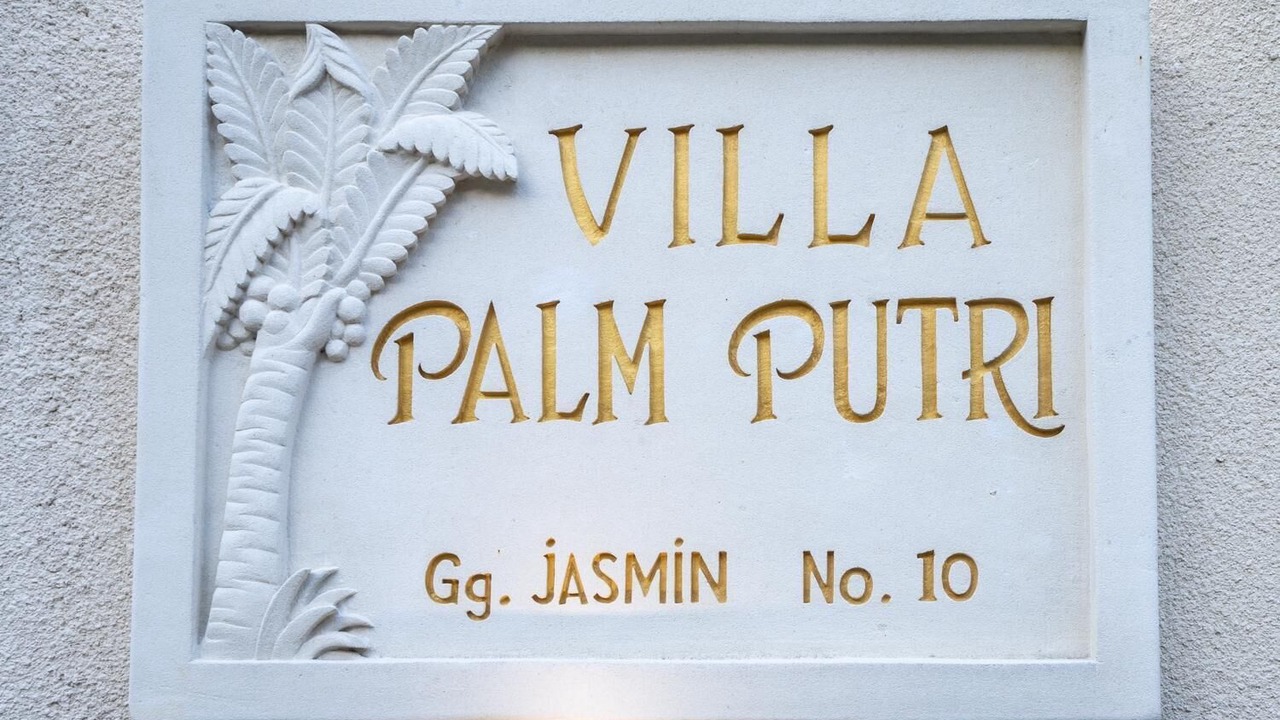 VILLA
PALM PUTRI
Gg. JASMIN No. 10